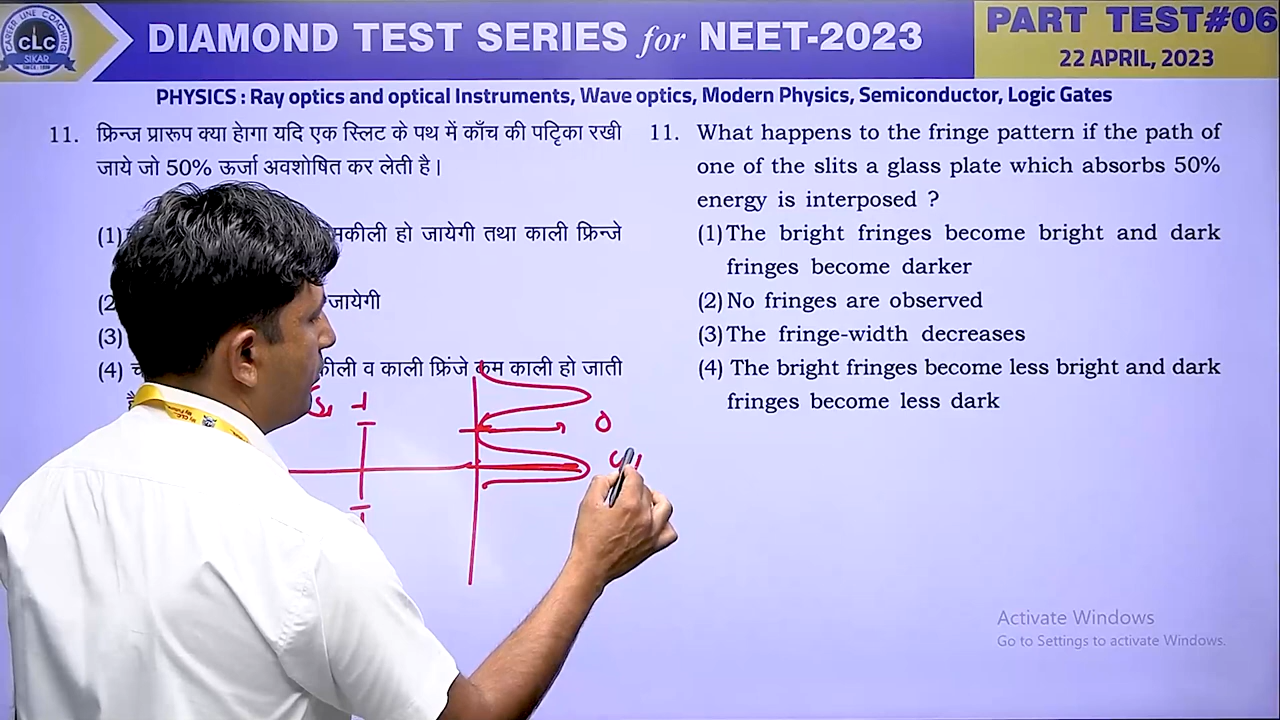 CAREER LINE COACHING
CLC
SIKAR
DIAMOND TEST SERIES for NEET-2023
PART TEST#06
22 APRIL, 2023
PHYSICS : Ray optics and optical Instruments, Wave optics, Modern Physics, Semiconductor, Logic Gates
11. फ्रिन्ज प्रारूप क्या हेागा यदि एक स्लिट के पथ में काँच की पट्टिका रखी
जाये जो 50% ऊर्जा अवशोषित कर लेती है।
(1) मकीली हो जायेगी तथा काली फ्रिन्जे
(2 जायेगी
(3)
(4) कीली व काली फ्रिंजे कम काली हो जाती
11. What happens to the fringe pattern if the path of
one of the slits a glass plate which absorbs 50%
energy is interposed ?
(1) The bright fringes become bright and dark
fringes become darker
(2) No fringes are observed
(3) The fringe-width decreases
(4) The bright fringes become less bright and dark
fringes become less dark
0
Activate Windows
Go to Settings to activate Windows.